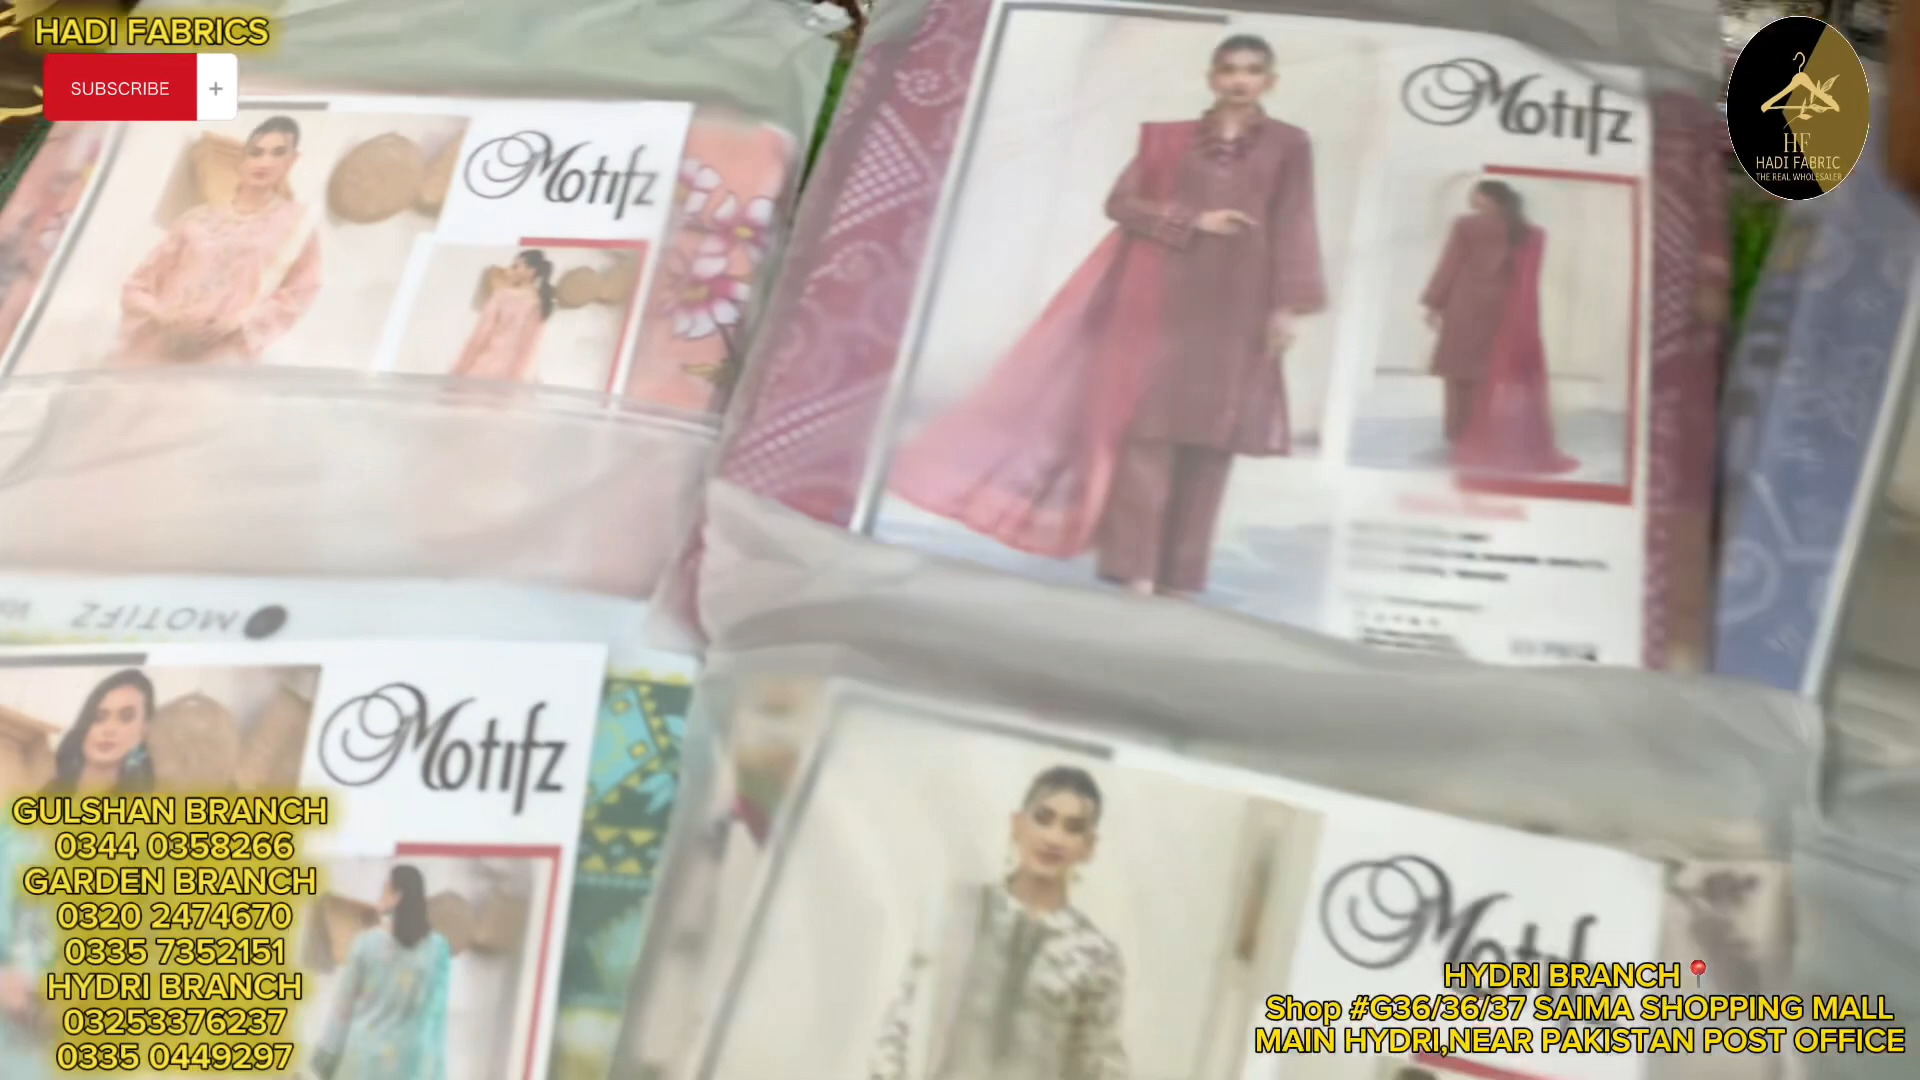 HADI FABRICS
SUBSCRIBE +
Motifz
Motifz
HF
HADI FABRIC
THE REAL WHOLESALER
MOTIFZ
Motifz
Motifz
GULSHAN BRANCH
0344 0358266
GARDEN BRANCH
0320 2474670
0335 7352151
HYDRI BRANCH
03253376237
0335 0449297
HYDRI BRANCH📍
Shop #G36/36/37 SAIMA SHOPPING MALL
MAIN HYDRI,NEAR PAKISTAN POST OFFICE